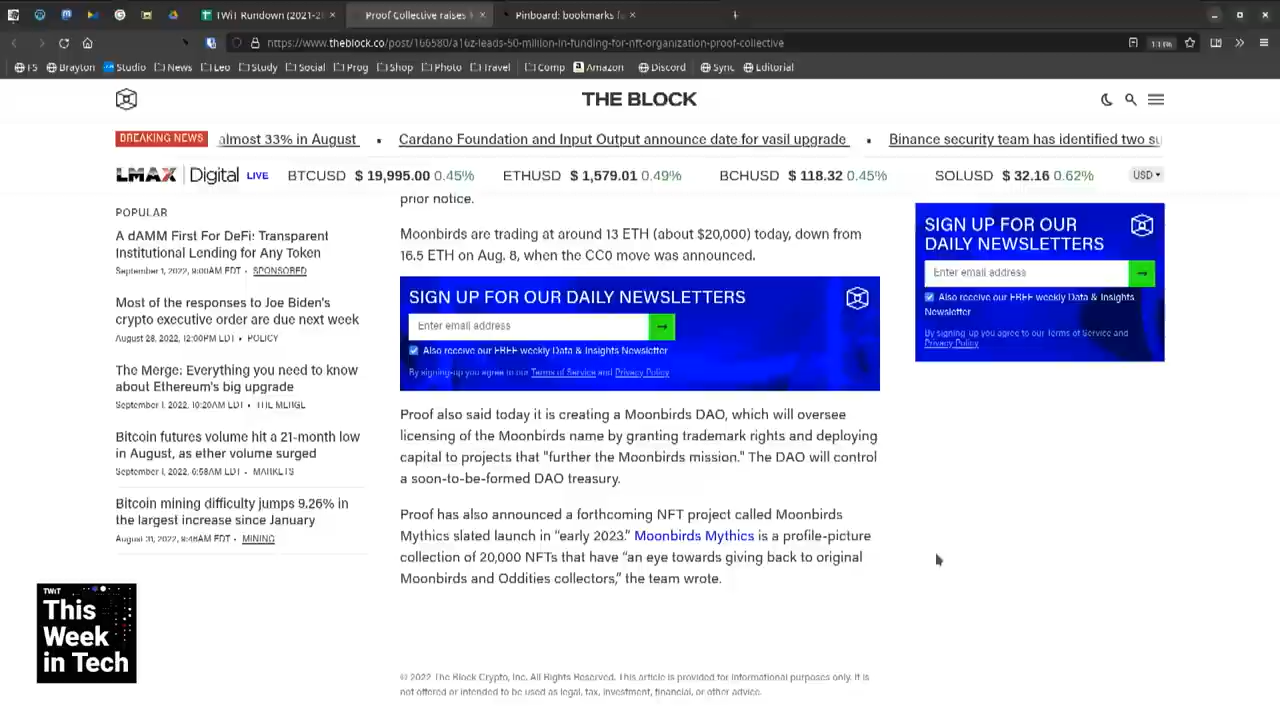 TWiT Rundown (2021-2
Proof Collective raises
Pinboard: bookmarks f
https://www.theblock.co/post/166580/a16z-leads-50-million-in-funding-for-nft-organization-proof-collective
FS Brayton Studio News Leo Study Social Prog Shop Photo Travel Comp Amazon Discord Sync Editorial
THE BLOCK
BREAKING NEWS almost 33% in August • Cardano Foundation and Input Output announce date for vasil upgrade • Binance security team has identified two su
LMAX Digital LIVE BTCUSD $ 19,995.00 0.45% ETHUSD $ 1,579.01 0.49% BCHUSD $ 118.32 0.45% SOLUSD $ 32.16 0.62% USD
POPULAR
A dAMM First For DeFi: Transparent
Institutional Lending for Any Token
September 1, 2022, 9:00AM EDT • SPONSORED
Most of the responses to Joe Biden's
crypto executive order are due next week
August 28, 2022, 12:00PM EDT • POLICY
The Merge: Everything you need to know
about Ethereum's big upgrade
September 1, 2022, 10:20AM EDT • THE MERGE
Bitcoin futures volume hit a 21-month low
in August, as ether volume surged
September 1, 2022, 6:58AM EDT • MARKETS
Bitcoin mining difficulty jumps 9.26% in
the largest increase since January
August 31, 2022, 9:48AM EDT • MINING
prior notice.
Moonbirds are trading at around 13 ETH (about $20,000) today, down from
16.5 ETH on Aug. 8, when the CC0 move was announced.
SIGN UP FOR OUR DAILY NEWSLETTERS
Enter email address →
Also receive our FREE weekly Data & Insights Newsletter
By signing-up you agree to our Terms of Service and Privacy Policy
Proof also said today it is creating a Moonbirds DAO, which will oversee
licensing of the Moonbirds name by granting trademark rights and deploying
capital to projects that "further the Moonbirds mission." The DAO will control
a soon-to-be-formed DAO treasury.
Proof has also announced a forthcoming NFT project called Moonbirds
Mythics slated launch in "early 2023." Moonbirds Mythics is a profile-picture
collection of 20,000 NFTs that have "an eye towards giving back to original
Moonbirds and Oddities collectors," the team wrote.
© 2022 The Block Crypto, Inc. All Rights Reserved. This article is provided for informational purposes only. It is
not offered or intended to be used as legal, tax, investment, financial, or other advice.
SIGN UP FOR OUR
DAILY NEWSLETTERS
Enter email address →
Also receive our FREE weekly Data & Insights
Newsletter
By signing-up you agree to our Terms of Service and
Privacy Policy
TWiT
This
Week
in Tech